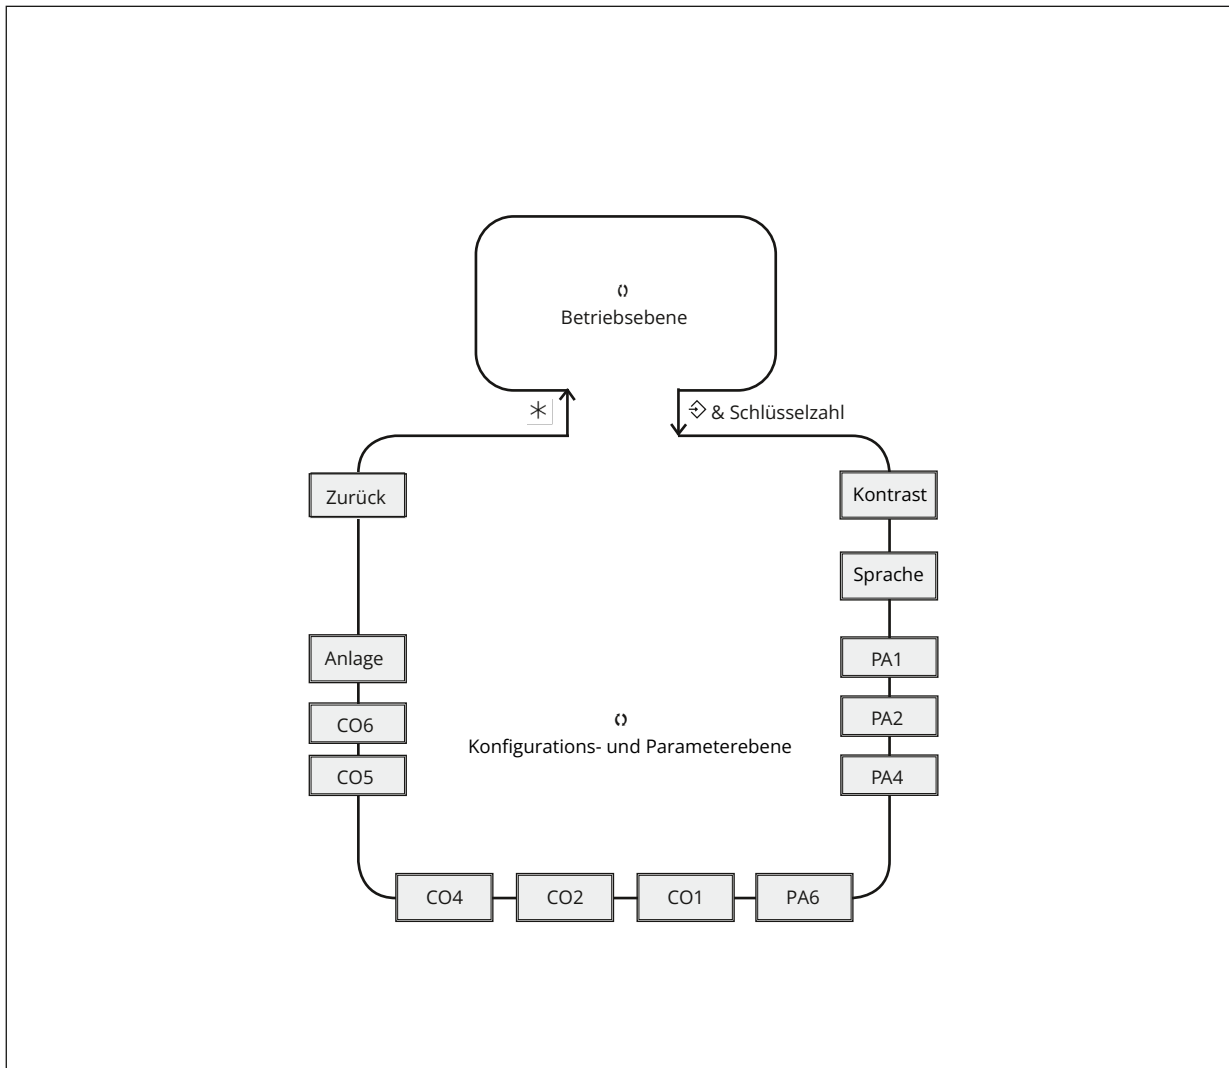 Betriebsebene
& Schlüsselzahl
Zurück
Kontrast
Sprache
Anlage
PA1
CO6
PA2
Konfigurations- und Parameterebene
CO5
PA4
CO4
CO2
CO1
PA6